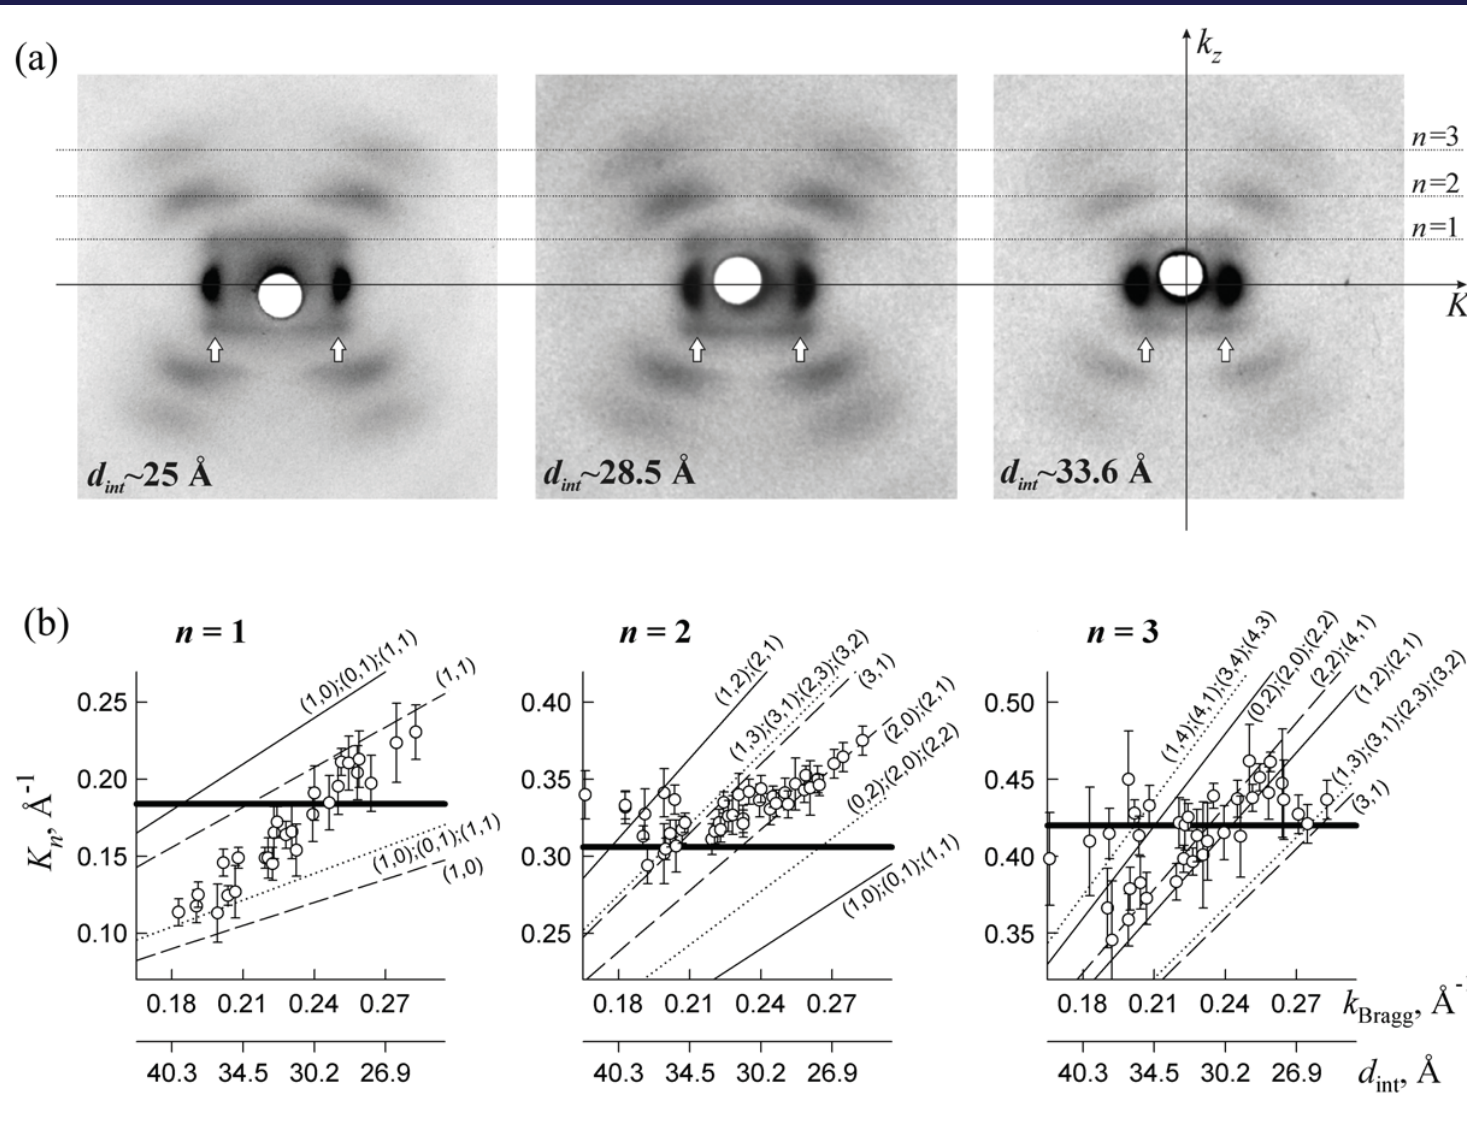 (a)
k_z
n=3
n=2
n=1
K
d_int~25 Å
d_int~28.5 Å
d_int~33.6 Å
(b)
n = 1
n = 2
n = 3
K_n, Å^-1
0.25
0.20
0.15
0.10
(1,0);(0,1);(1,1)
(1,1)
(1,0);(0,1);(1,1)
(1,0)
0.18 0.21 0.24 0.27
40.3 34.5 30.2 26.9
0.40
0.35
0.30
0.25
(1,2);(2,1)
(1,3);(3,1);(2,3);(3,2)
(3,1)
(2,0);(2,1)
(0,2);(2,0);(2,2)
(1,0);(0,1);(1,1)
0.18 0.21 0.24 0.27
40.3 34.5 30.2 26.9
0.50
0.45
0.40
0.35
(1,4);(4,1);(3,4);(4,3)
(0,2);(2,0);(2,2)
(2,2);(4,1)
(1,2);(2,1)
(1,3);(3,1);(2,3);(3,2)
(3,1)
0.18 0.21 0.24 0.27 k_Bragg, Å^-
40.3 34.5 30.2 26.9 d_int, Å